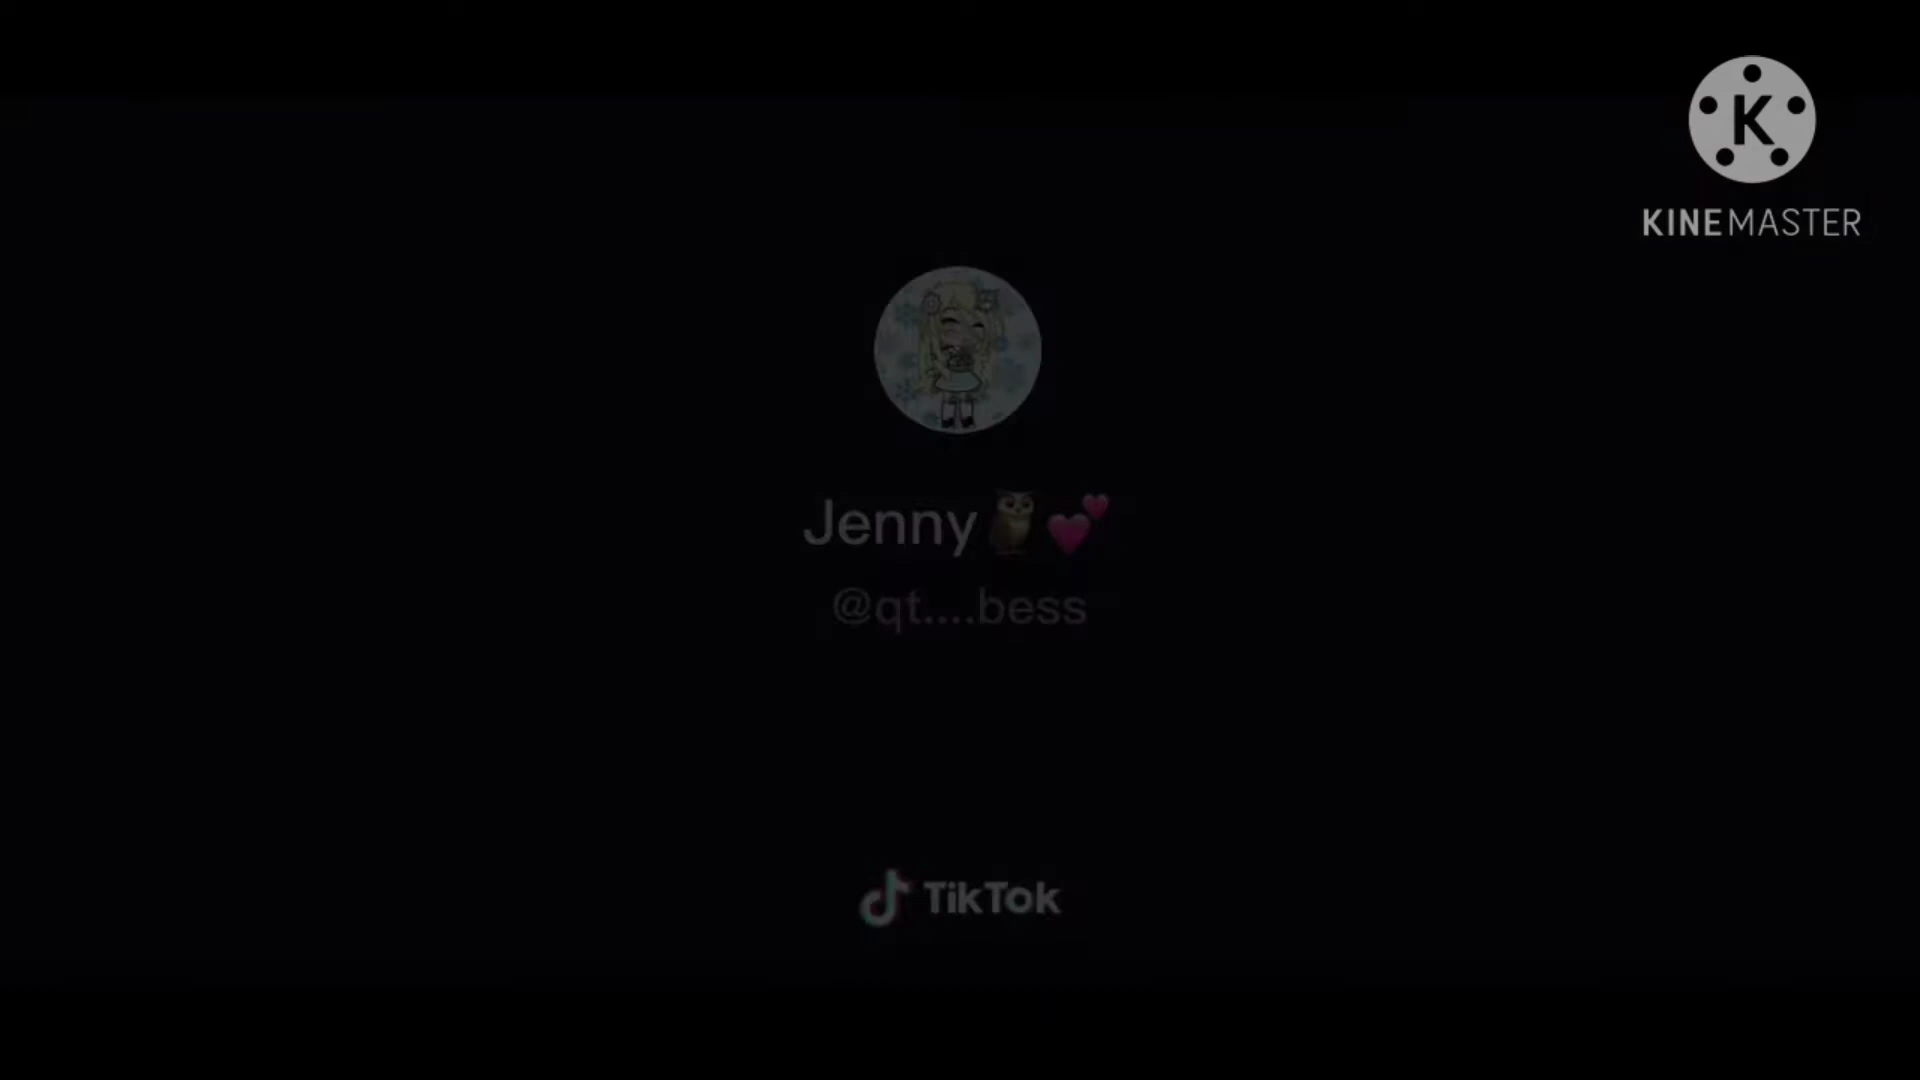 K
KINEMASTER
Jenny🦉💕
@qt....bess
TikTok